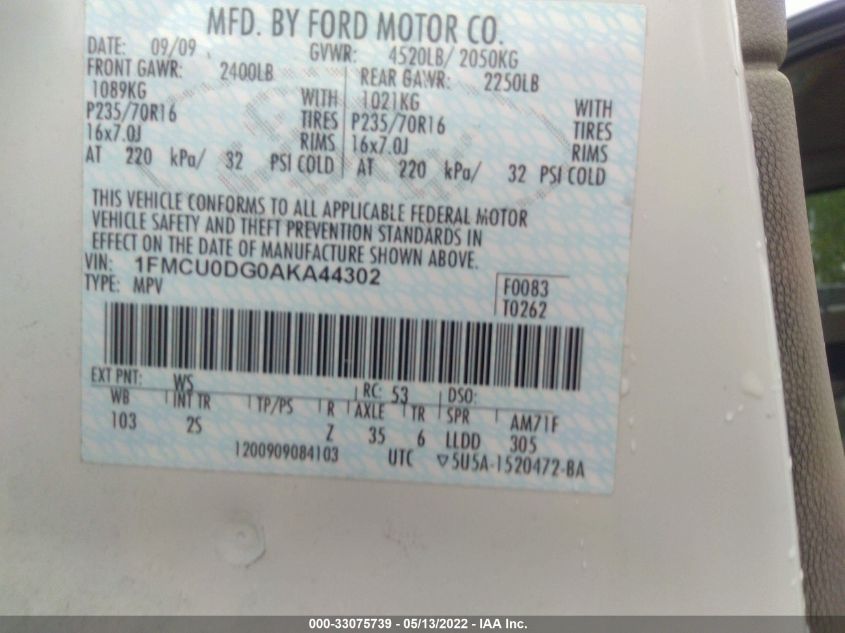 MFD. BY FORD MOTOR CO.
DATE: 09/09 GVWR: 4520LB/ 2050KG
FRONT GAWR: 2400LB REAR GAWR: 2250LB
1089KG WITH 1021KG WITH
P235/70R16 TIRES P235/70R16 TIRES
16x7.0J RIMS 16x7.0J RIMS
AT 220 kPa/ 32 PSI COLD AT 220 kPa/ 32 PSI COLD
THIS VEHICLE CONFORMS TO ALL APPLICABLE FEDERAL MOTOR
VEHICLE SAFETY AND THEFT PREVENTION STANDARDS IN
EFFECT ON THE DATE OF MANUFACTURE SHOWN ABOVE.
VIN: 1FMCU0DG0AKA44302
TYPE: MPV F0083
T0262
EXT PNT: WS RC: 53 DSO:
WB INT TR TP/PS R AXLE TR SPR AM71F
103 2S Z 35 6 LLDD 305
1200909084103 UTC ▽5U5A-1520472-BA
000-33075739 - 05/13/2022 - IAA Inc.